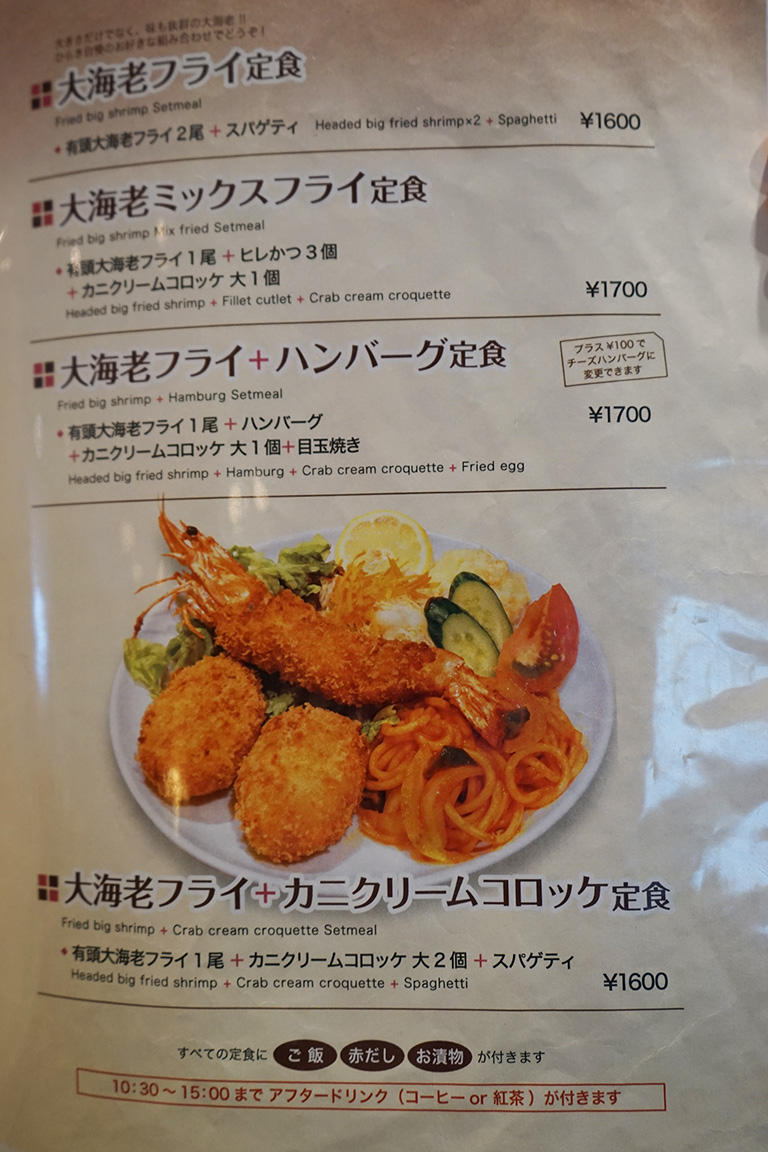 大きさだけでなく、味も抜群の大海老!!
ひらき自慢のお好きな組み合わせでどうぞ!
大海老フライ定食
Fried big shrimp Setmeal
有頭大海老フライ2尾 + スパゲティ Headed big fried shrimp×2 + Spaghetti ¥1600
大海老ミックスフライ定食
Fried big shrimp Mix fried Setmeal
有頭大海老フライ1尾 + ヒレかつ3個
+ カニクリームコロッケ 大1個
Headed big fried shrimp + Fillet cutlet + Crab cream croquette
¥1700
大海老フライ+ハンバーグ定食
プラス¥100で
チーズハンバーグに
変更できます
Fried big shrimp + Hamburg Setmeal
有頭大海老フライ1尾 + ハンバーグ
+カニクリームコロッケ 大1個+目玉焼き
Headed big fried shrimp + Hamburg + Crab cream croquette + Fried egg
¥1700
大海老フライ+カニクリームコロッケ定食
Fried big shrimp + Crab cream croquette Setmeal
有頭大海老フライ1尾 + カニクリームコロッケ 大2個 + スパゲティ
Headed big fried shrimp + Crab cream croquette + Spaghetti
¥1600
すべての定食に ご飯 赤だし お漬物 が付きます
10:30〜15:00まで アフタードリンク(コーヒーor 紅茶)が付きます